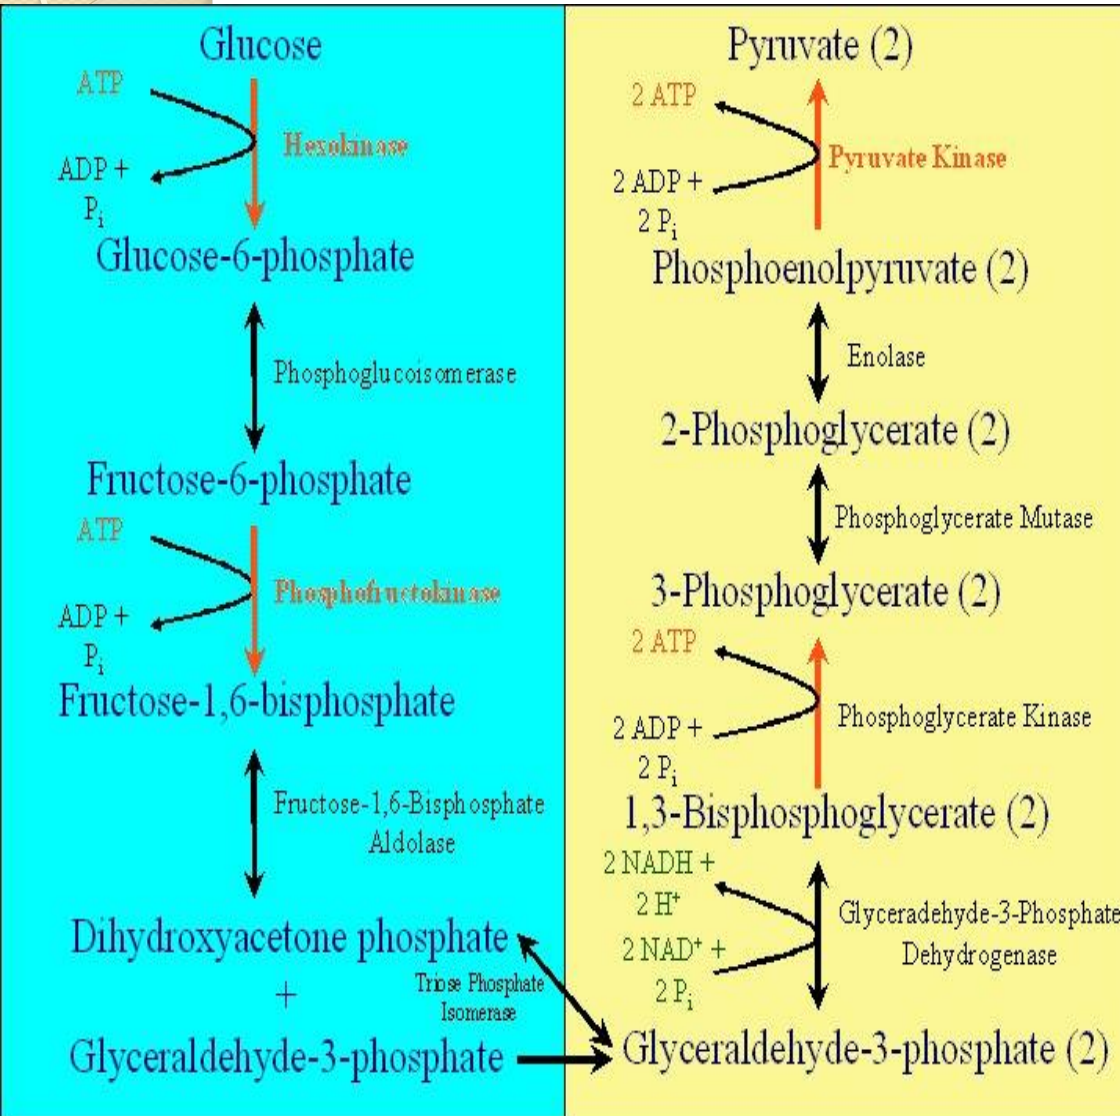 Glucose
ATP
Hexokinase
ADP +
Pi
Glucose-6-phosphate
Phosphoglucoisomerase
Fructose-6-phosphate
ATP
Phosphofructokinase
ADP +
Pi
Fructose-1,6-bisphosphate
Fructose-1,6-Bisphosphate
Aldolase
Dihydroxyacetone phosphate
Triose Phosphate
Isomerase
+
Glyceraldehyde-3-phosphate
Pyruvate (2)
2 ATP
Pyruvate Kinase
2 ADP +
2 Pi
Phosphoenolpyruvate (2)
Enolase
2-Phosphoglycerate (2)
Phosphoglycerate Mutase
3-Phosphoglycerate (2)
2 ATP
Phosphoglycerate Kinase
2 ADP +
2 Pi
1,3-Bisphosphoglycerate (2)
2 NADH +
2 H⁺
Glyceradehyde-3-Phosphate
Dehydrogenase
2 NAD⁺ +
2 Pi
Glyceraldehyde-3-phosphate (2)